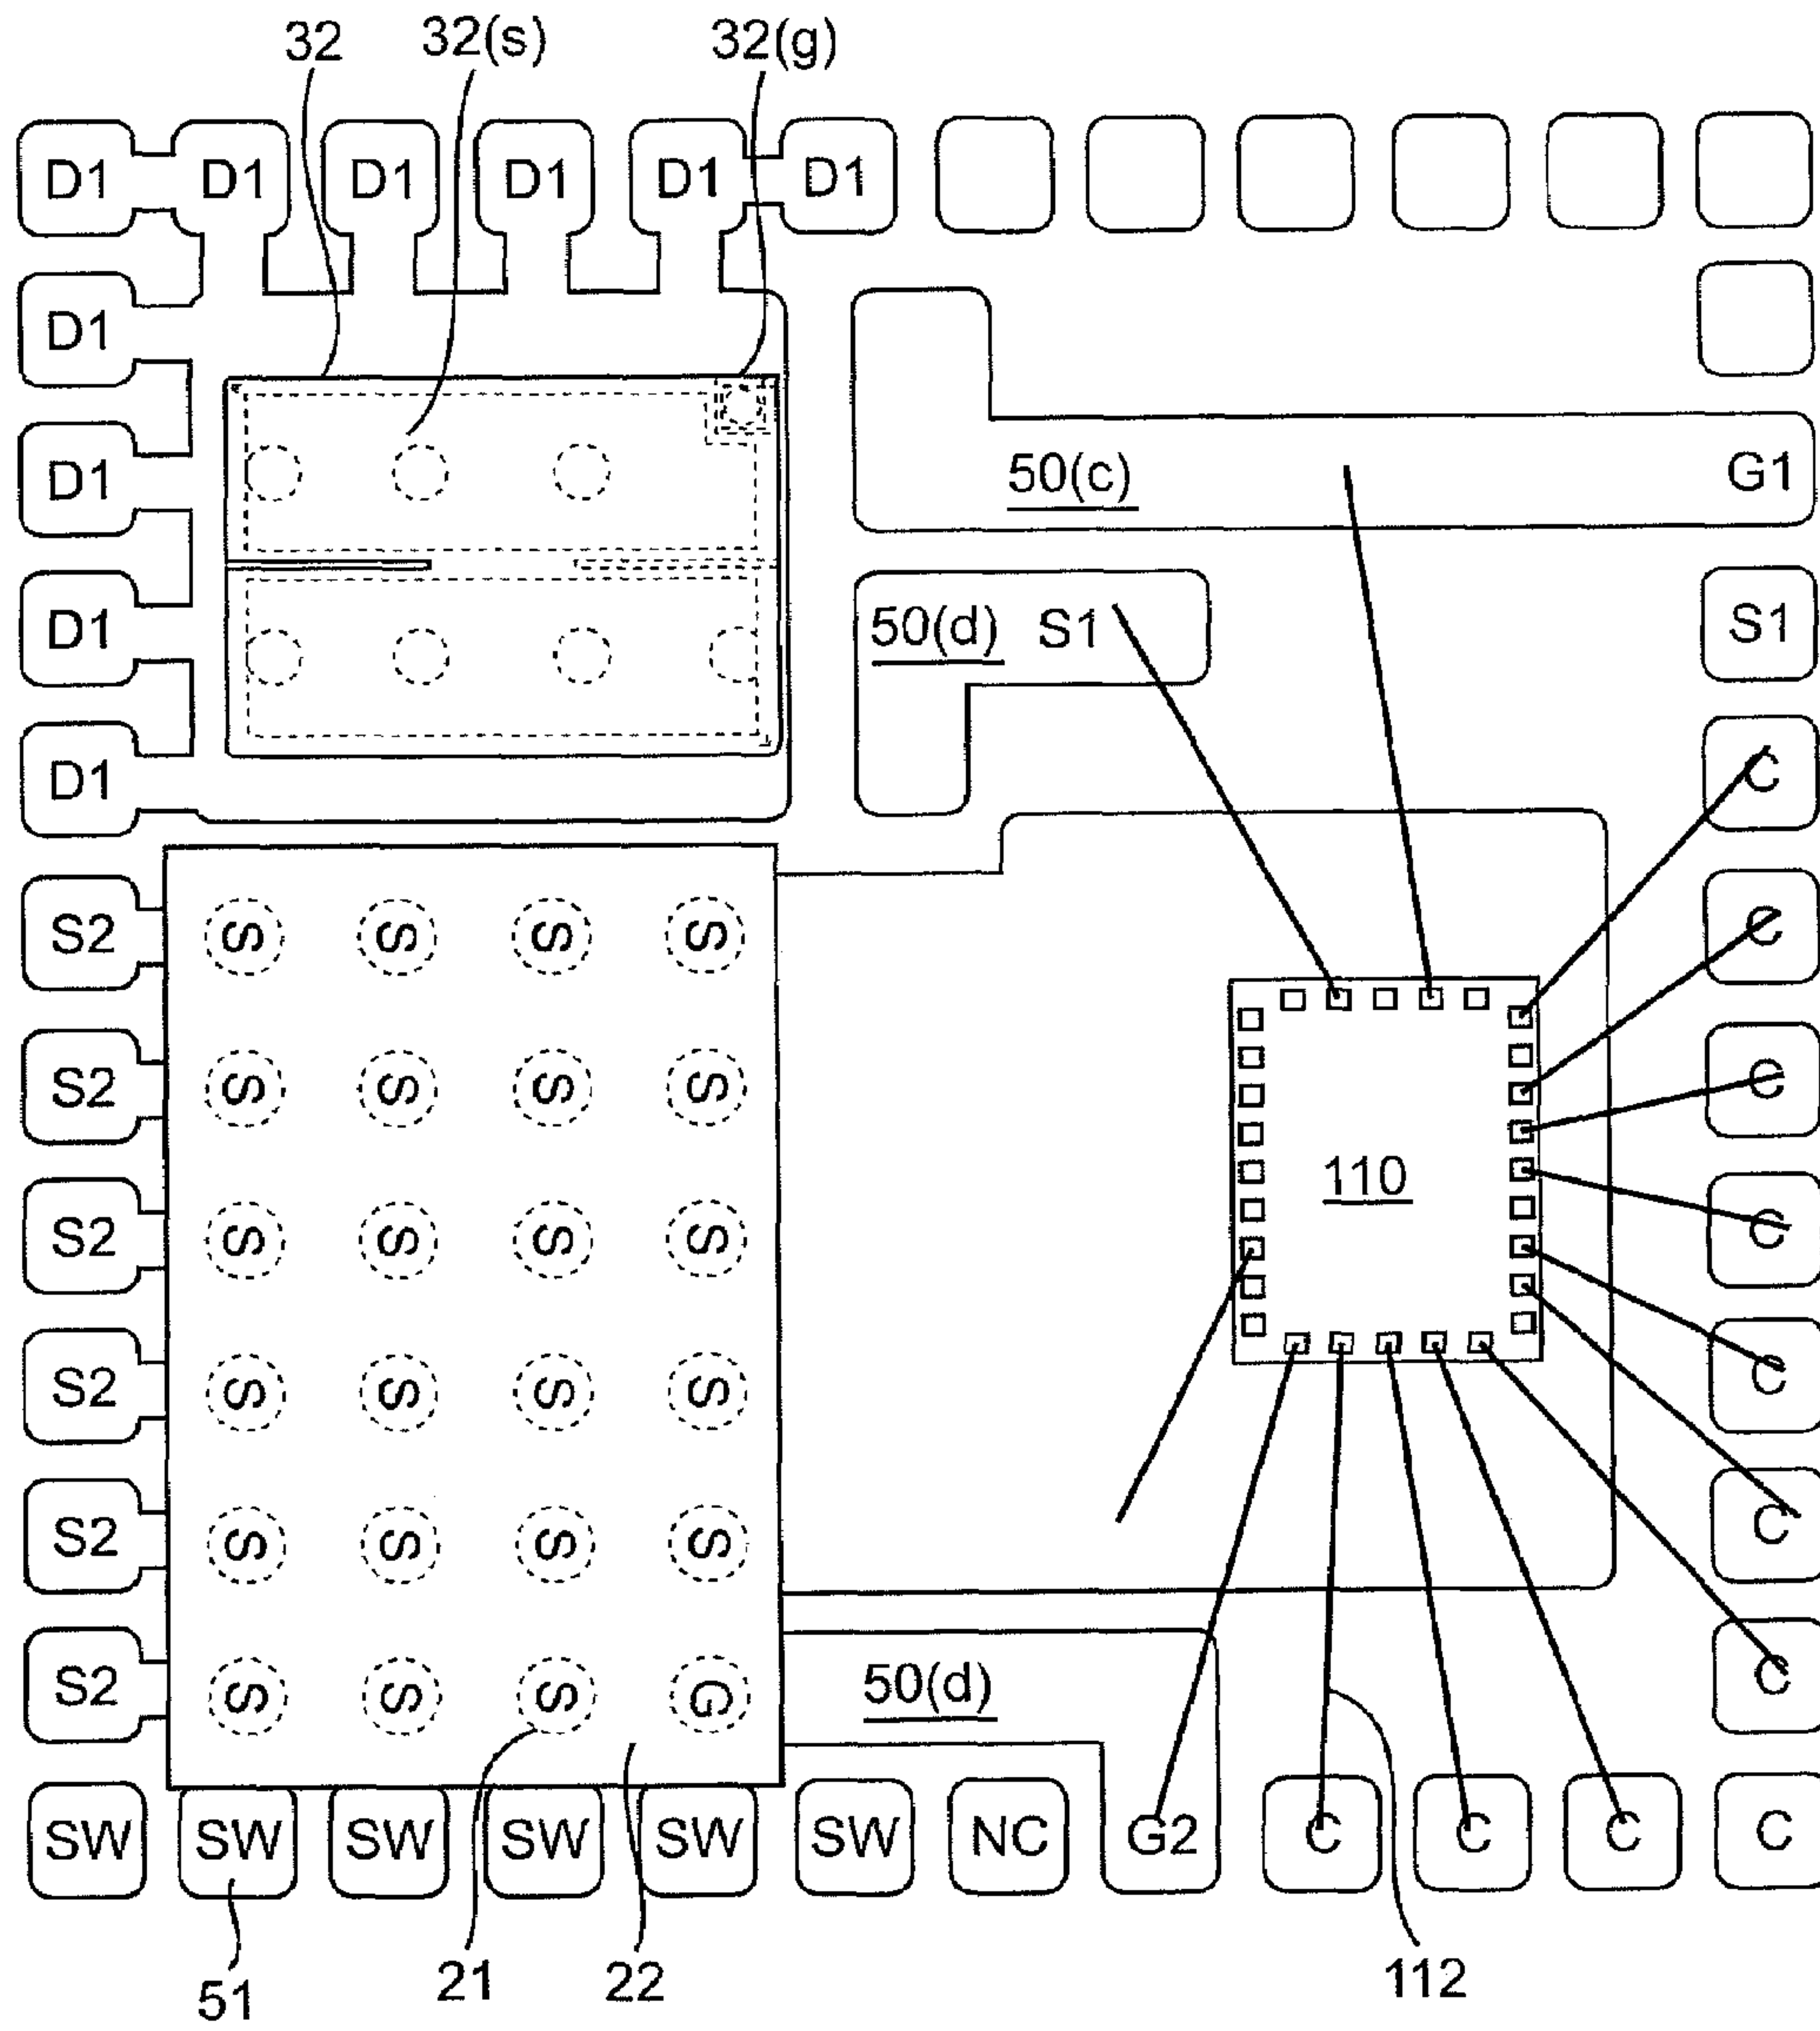 32 32(s) 32(g)
D1 D1 D1 D1 D1 D1
D1
D1 50(c) G1
D1 50(d) S1 S1
D1 C
S2 S S S S C
S2 S S S S C
110
S2 S S S S C
S2 S S S S C
S2 S S S S C
S2 S S S G 50(d) C
SW SW SW SW SW SW NC G2 C C C C
51 21 22 112